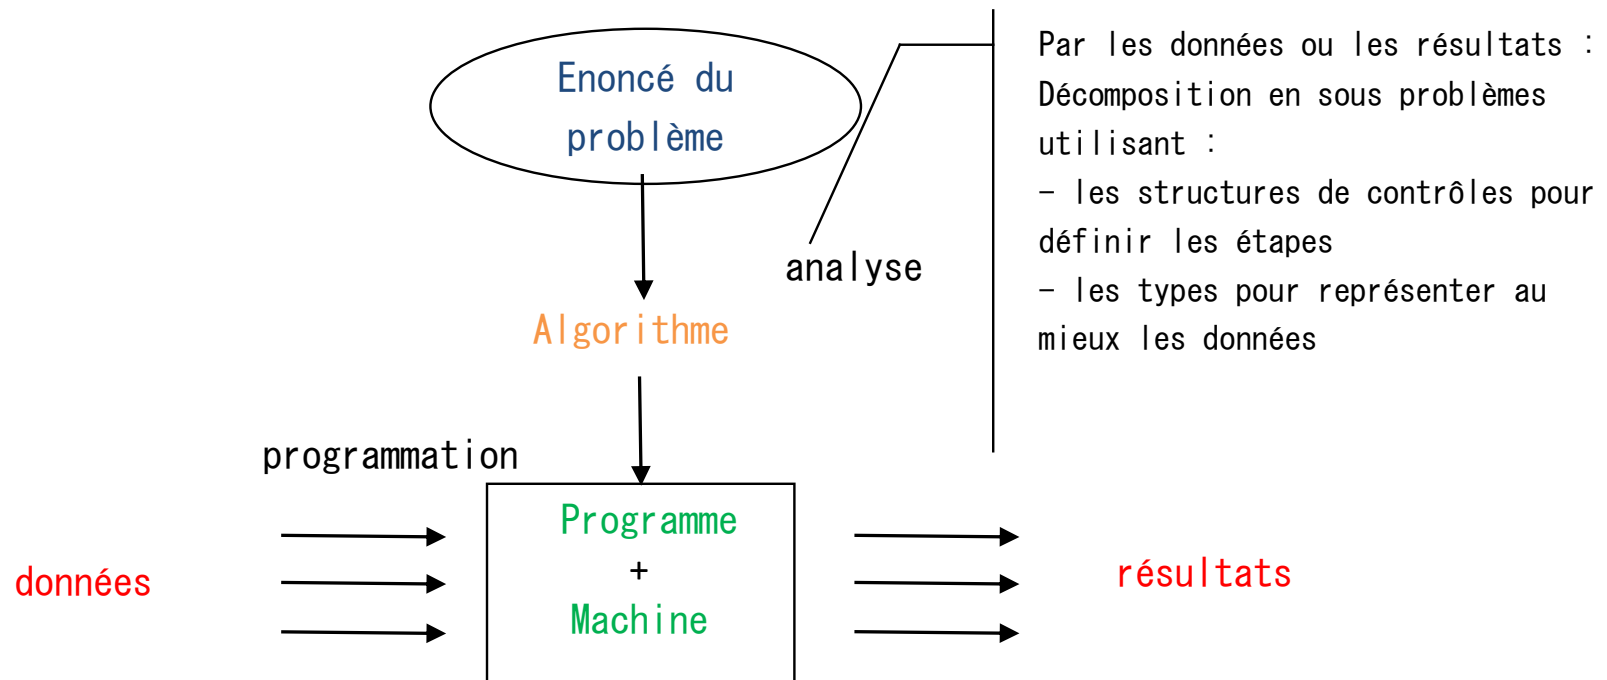 Enoncé du
problème
Par les données ou les résultats :
Décomposition en sous problèmes
utilisant :
- les structures de contrôles pour
définir les étapes
- les types pour représenter au
mieux les données
analyse
Algorithme
programmation
données
Programme
+
Machine
résultats